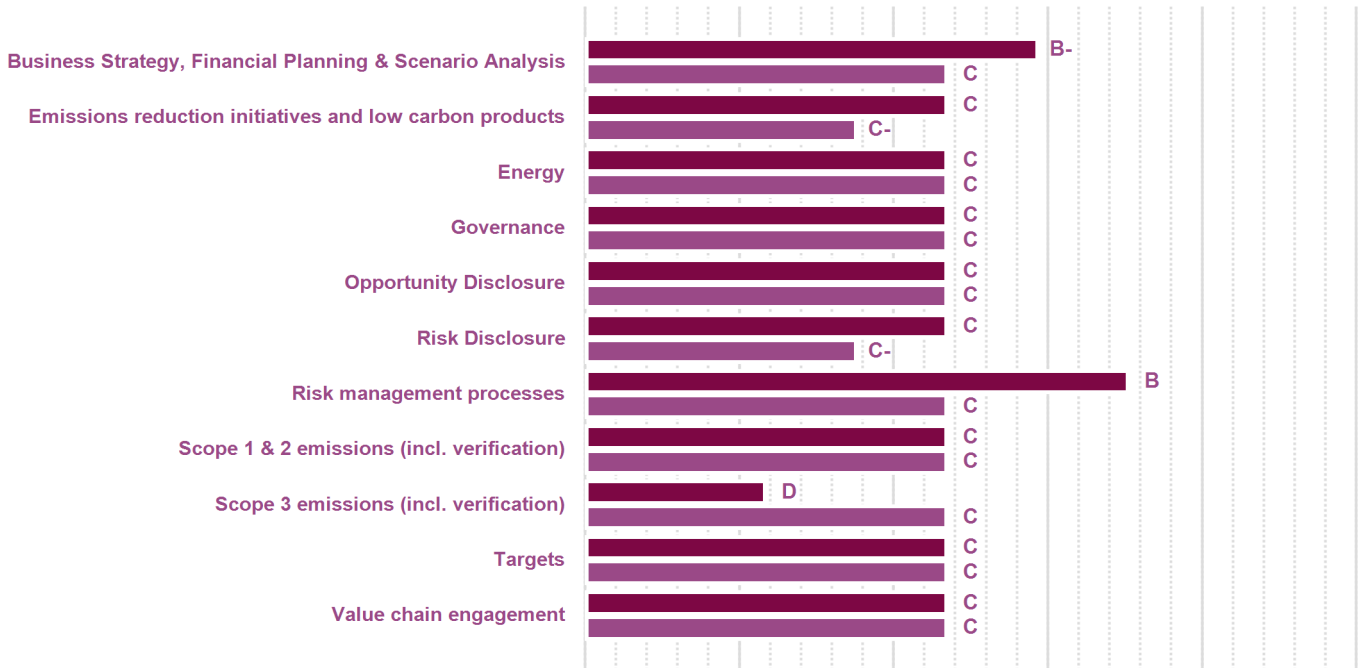 B-
Business Strategy, Financial Planning & Scenario Analysis
C
C
Emissions reduction initiatives and low carbon products
C-
C
Energy
C
C
Governance
C
C
Opportunity Disclosure
C
C
Risk Disclosure
C-
B
Risk management processes
C
C
Scope 1 & 2 emissions (incl. verification)
C
D
Scope 3 emissions (incl. verification)
C
C
Targets
C
C
Value chain engagement
C